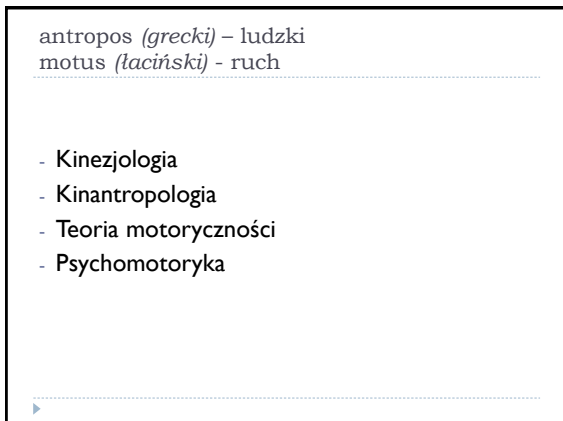 antropos (grecki) – ludzki
motus (łaciński) - ruch
- Kinezjologia
- Kinantropologia
- Teoria motoryczności
- Psychomotoryka